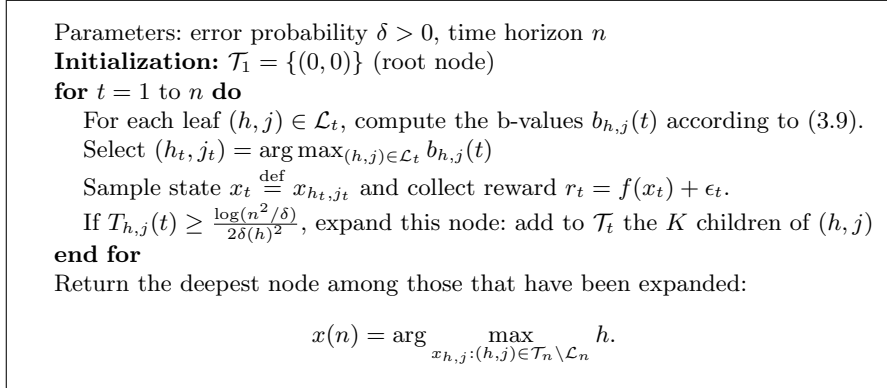 Parameters: error probability δ > 0, time horizon n
Initialization: 𝒯₁ = {(0, 0)} (root node)
for t = 1 to n do
For each leaf (h, j) ∈ ℒₜ, compute the b-values b_{h,j}(t) according to (3.9).
Select (hₜ, jₜ) = arg max_{(h,j)∈ℒₜ} b_{h,j}(t)
Sample state xₜ \stackrel{def}{=} x_{hₜ,jₜ} and collect reward rₜ = f(xₜ) + ϵₜ.
If T_{h,j}(t) ≥ \frac{log(n²/δ)}{2δ(h)²}, expand this node: add to 𝒯ₜ the K children of (h, j)
end for
Return the deepest node among those that have been expanded:
x(n) = arg max_{x_{h,j}:(h,j)∈𝒯ₙ\ℒₙ} h.